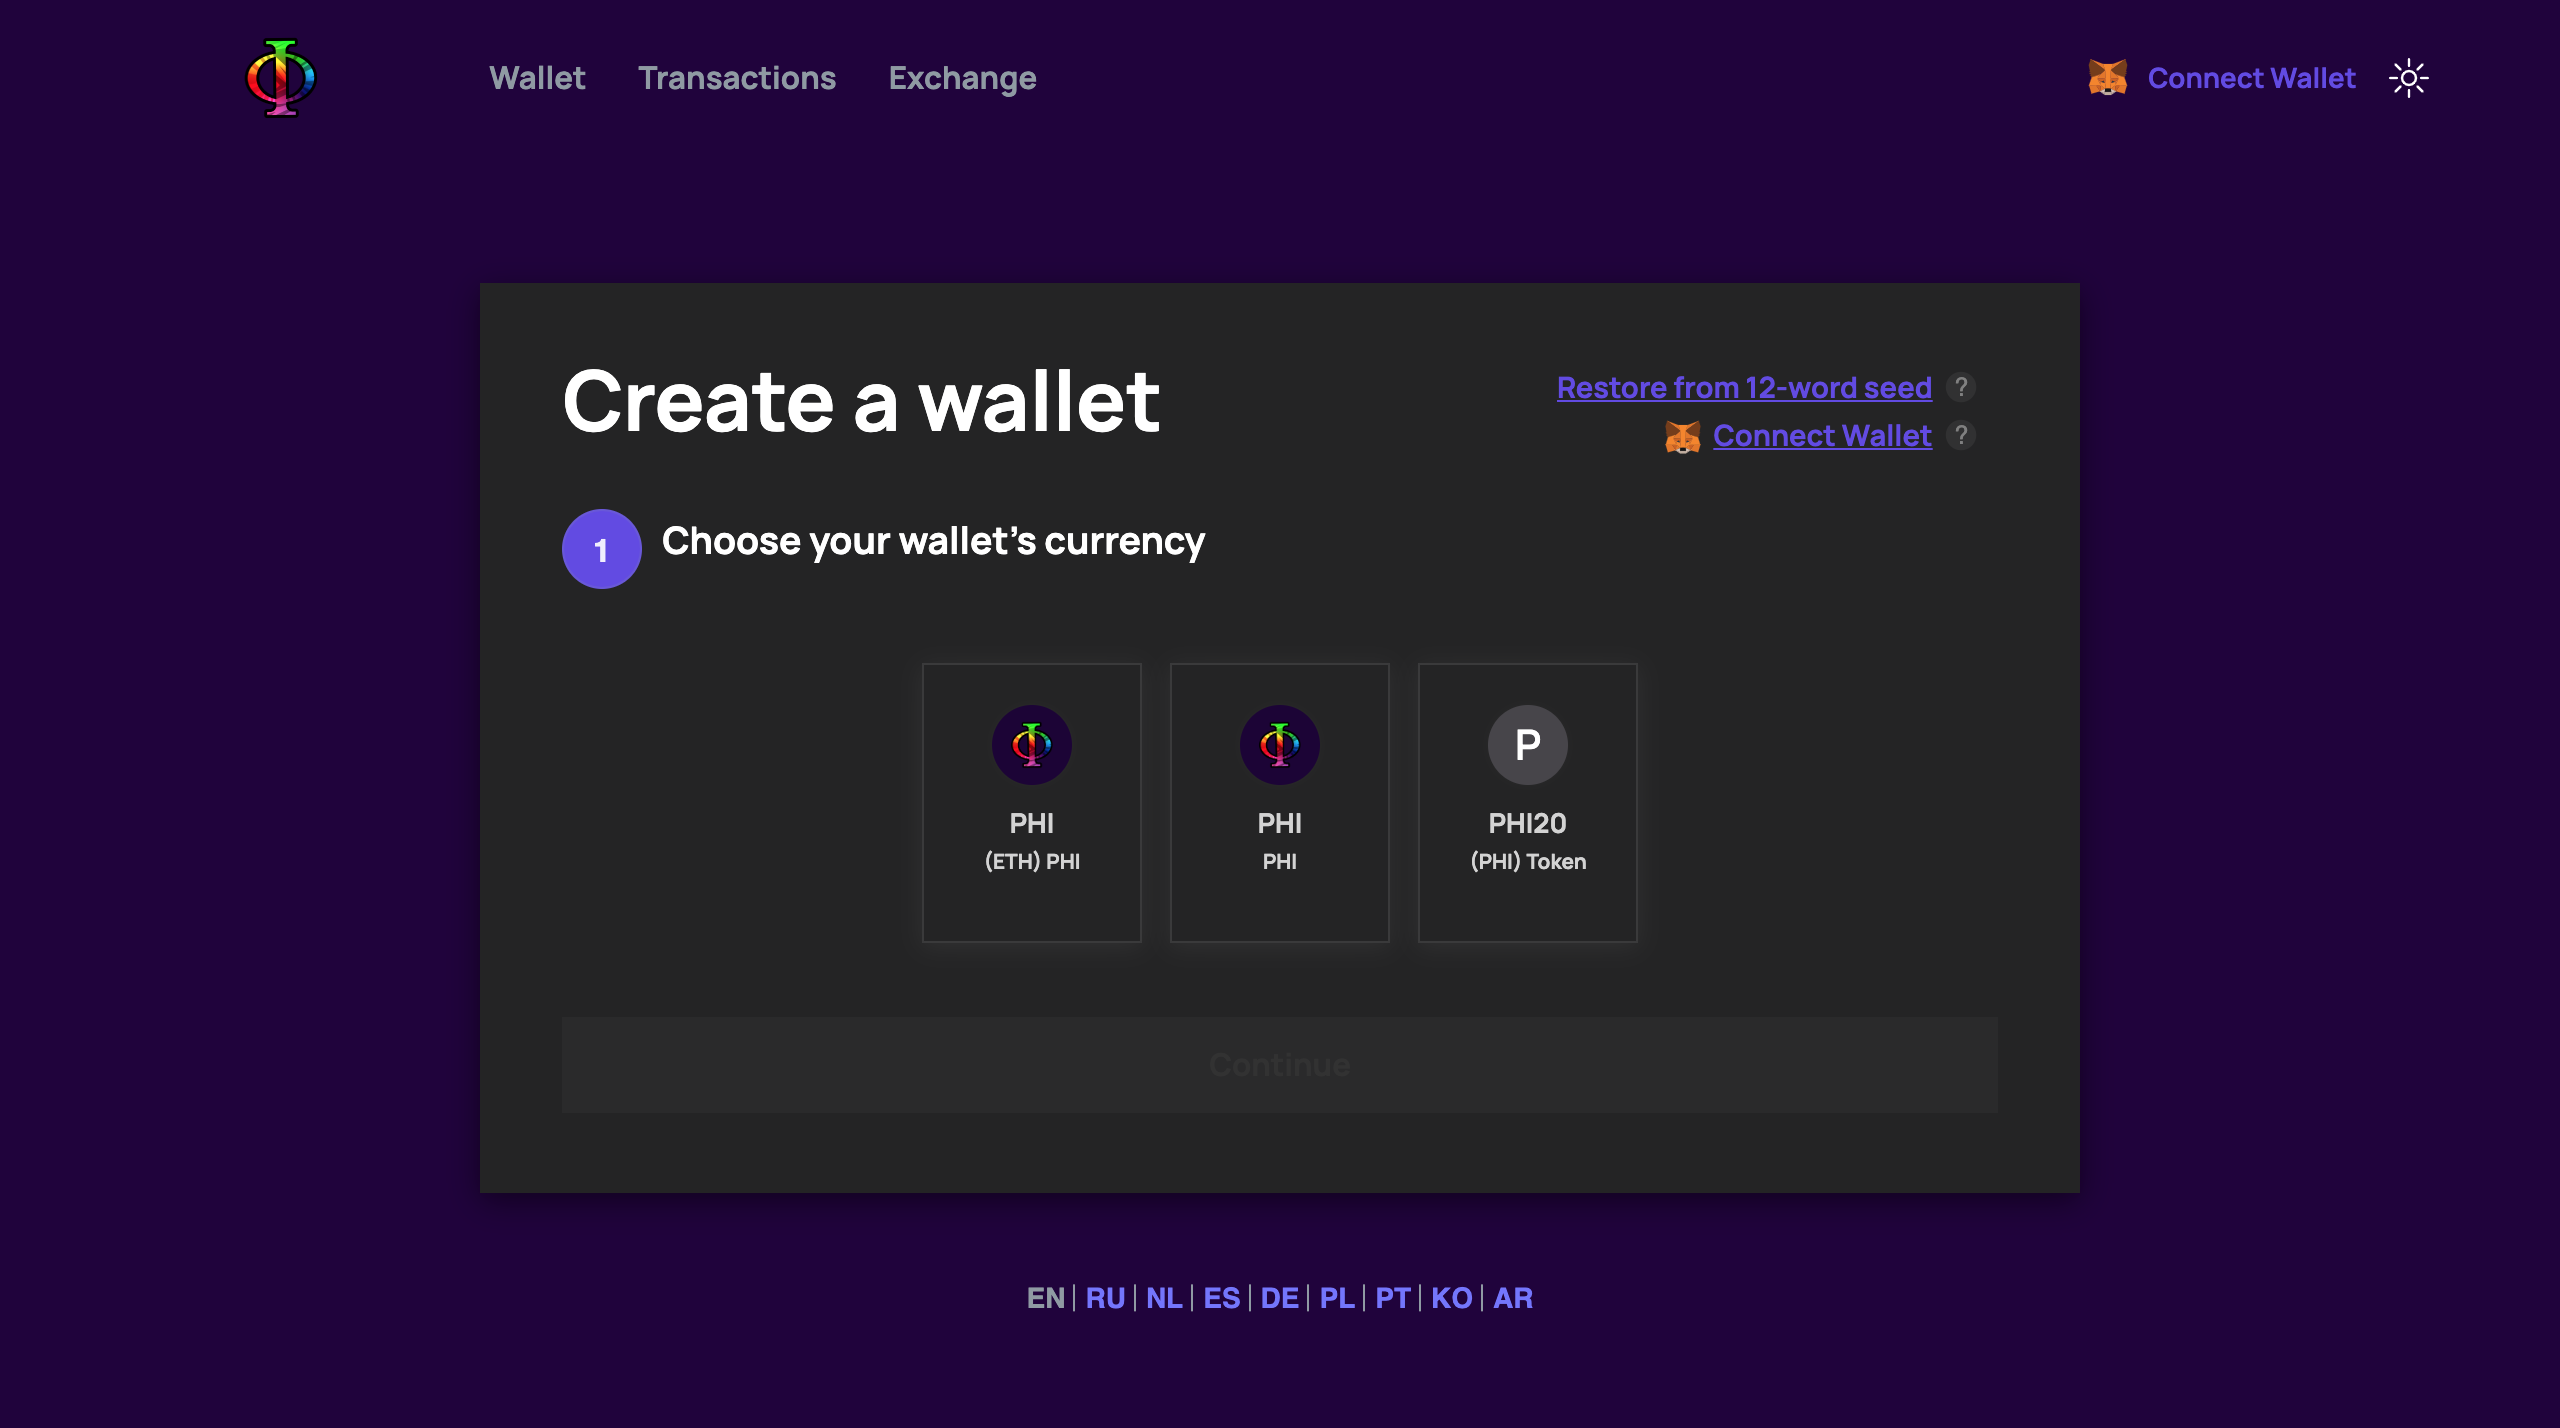 Wallet Transactions Exchange
Connect Wallet
Create a wallet
Restore from 12-word seed ?
Connect Wallet ?
1 Choose your wallet's currency
PHI
(ETH) PHI
PHI
PHI
P
PHI20
(PHI) Token
Continue
EN | RU | NL | ES | DE | PL | PT | KO | AR